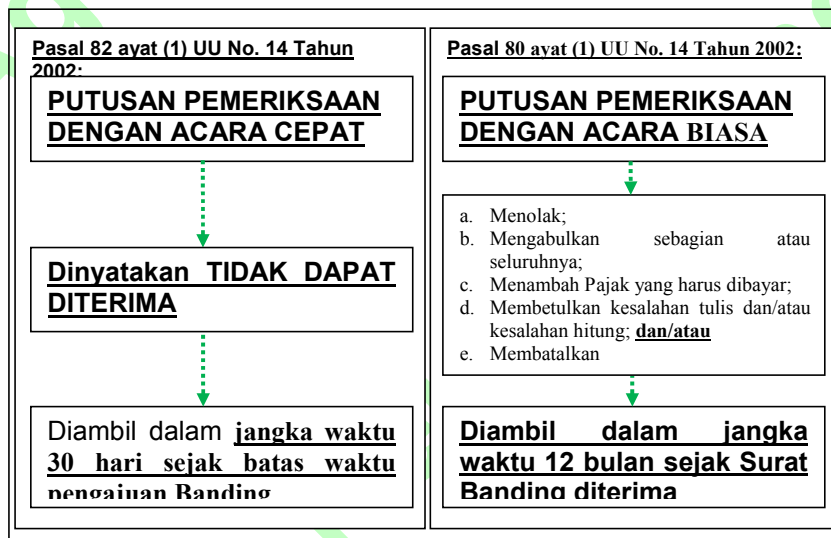 Pasal 82 ayat (1) UU No. 14 Tahun
2002:
PUTUSAN PEMERIKSAAN
DENGAN ACARA CEPAT
Dinyatakan TIDAK DAPAT
DITERIMA
Diambil dalam jangka waktu
30 hari sejak batas waktu
pengajuan Banding
Pasal 80 ayat (1) UU No. 14 Tahun 2002:
PUTUSAN PEMERIKSAAN
DENGAN ACARA BIASA
a. Menolak;
b. Mengabulkan sebagian atau
seluruhnya;
c. Menambah Pajak yang harus dibayar;
d. Membetulkan kesalahan tulis dan/atau
kesalahan hitung; dan/atau
e. Membatalkan
Diambil dalam jangka
waktu 12 bulan sejak Surat
Banding diterima